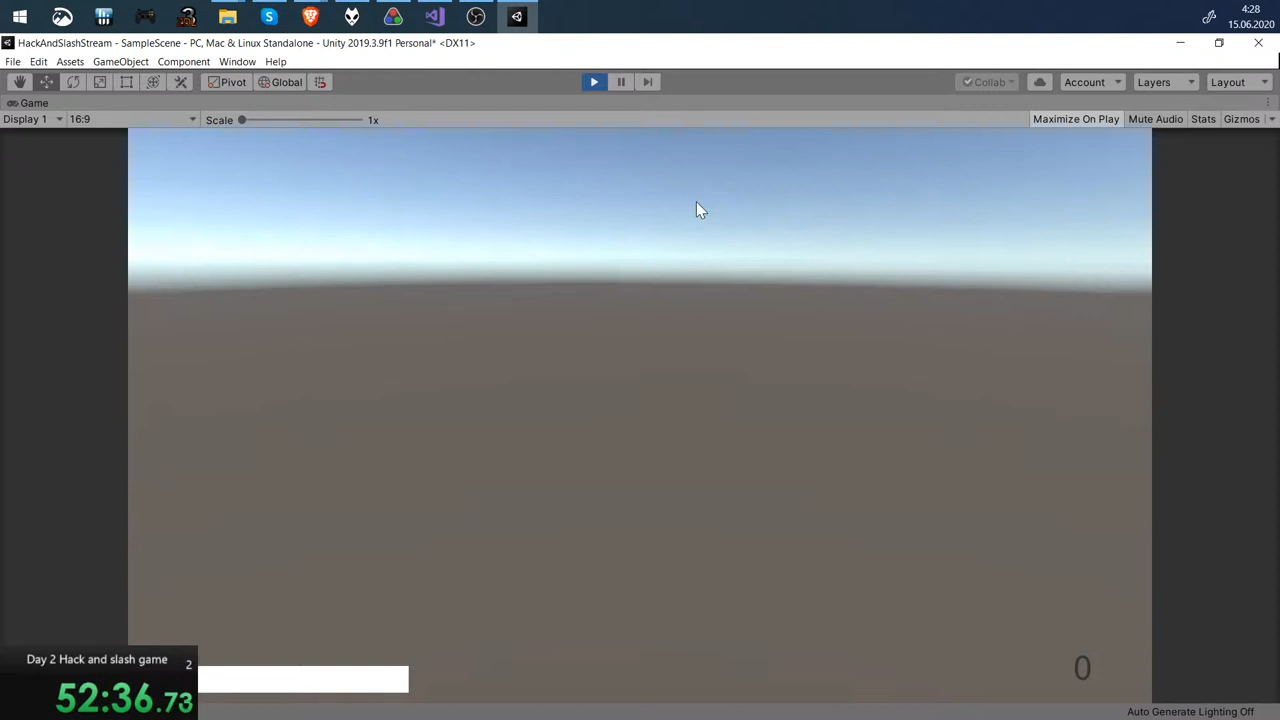 4:28
15.06.2020
HackAndSlashStream - SampleScene - PC, Mac & Linux Standalone - Unity 2019.3.9f1 Personal* <DX11>
File Edit Assets GameObject Component Window Help
Pivot Global Collab Account Layers Layout
Game
Display 1 16:9 Scale 1x Maximize On Play Mute Audio Stats Gizmos
Day 2 Hack and slash game 2
52:36.73
0
Auto Generate Lighting Off